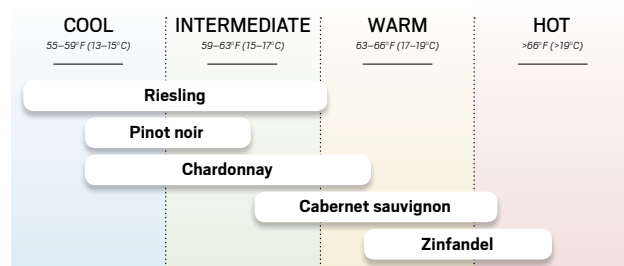 COOL INTERMEDIATE WARM HOT
55–59°F (13–15°C) 59–63°F (15–17°C) 63–66°F (17–19°C) >66°F (>19°C)
Riesling
Pinot noir
Chardonnay
Cabernet sauvignon
Zinfandel